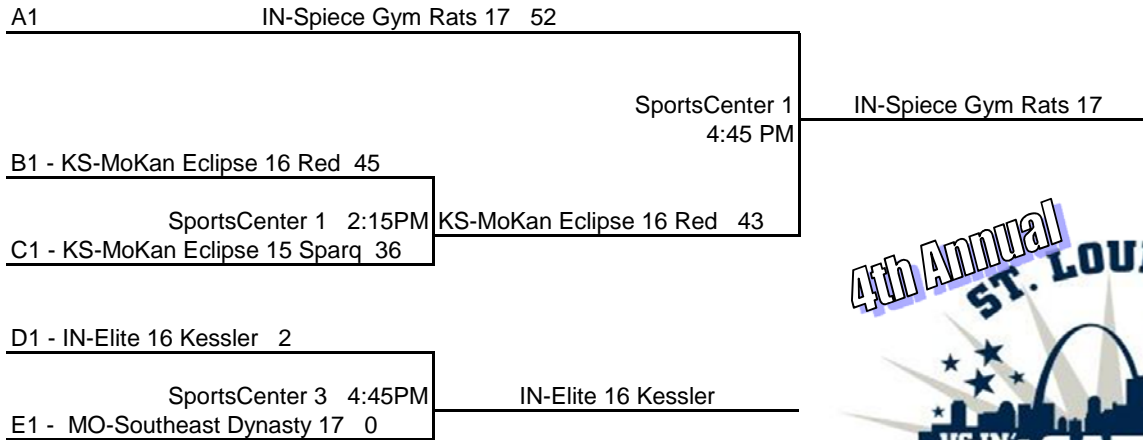 A1 IN-Spiece Gym Rats 17 52
SportsCenter 1 IN-Spiece Gym Rats 17
4:45 PM
B1 - KS-MoKan Eclipse 16 Red 45
SportsCenter 1 2:15PM KS-MoKan Eclipse 16 Red 43
C1 - KS-MoKan Eclipse 15 Sparq 36
4th Annual
ST.
D1 - IN-Elite 16 Kessler 2
SportsCenter 3 4:45PM IN-Elite 16 Kessler
E1 - MO-Southeast Dynasty 17 0